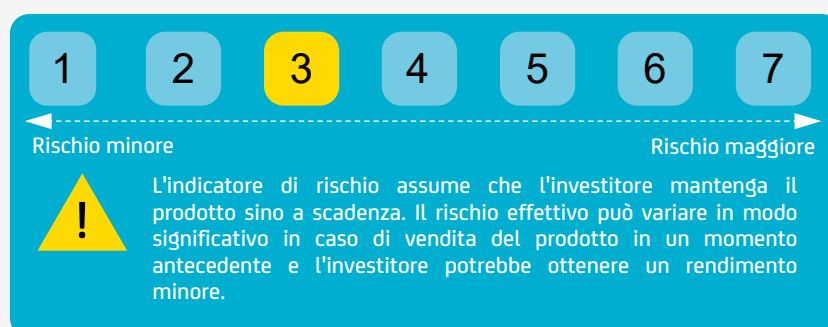 1 2 3 4 5 6 7
Rischio minore Rischio maggiore
!
L'indicatore di rischio assume che l'investitore mantenga il
prodotto sino a scadenza. Il rischio effettivo può variare in modo
significativo in caso di vendita del prodotto in un momento
antecedente e l'investitore potrebbe ottenere un rendimento
minore.